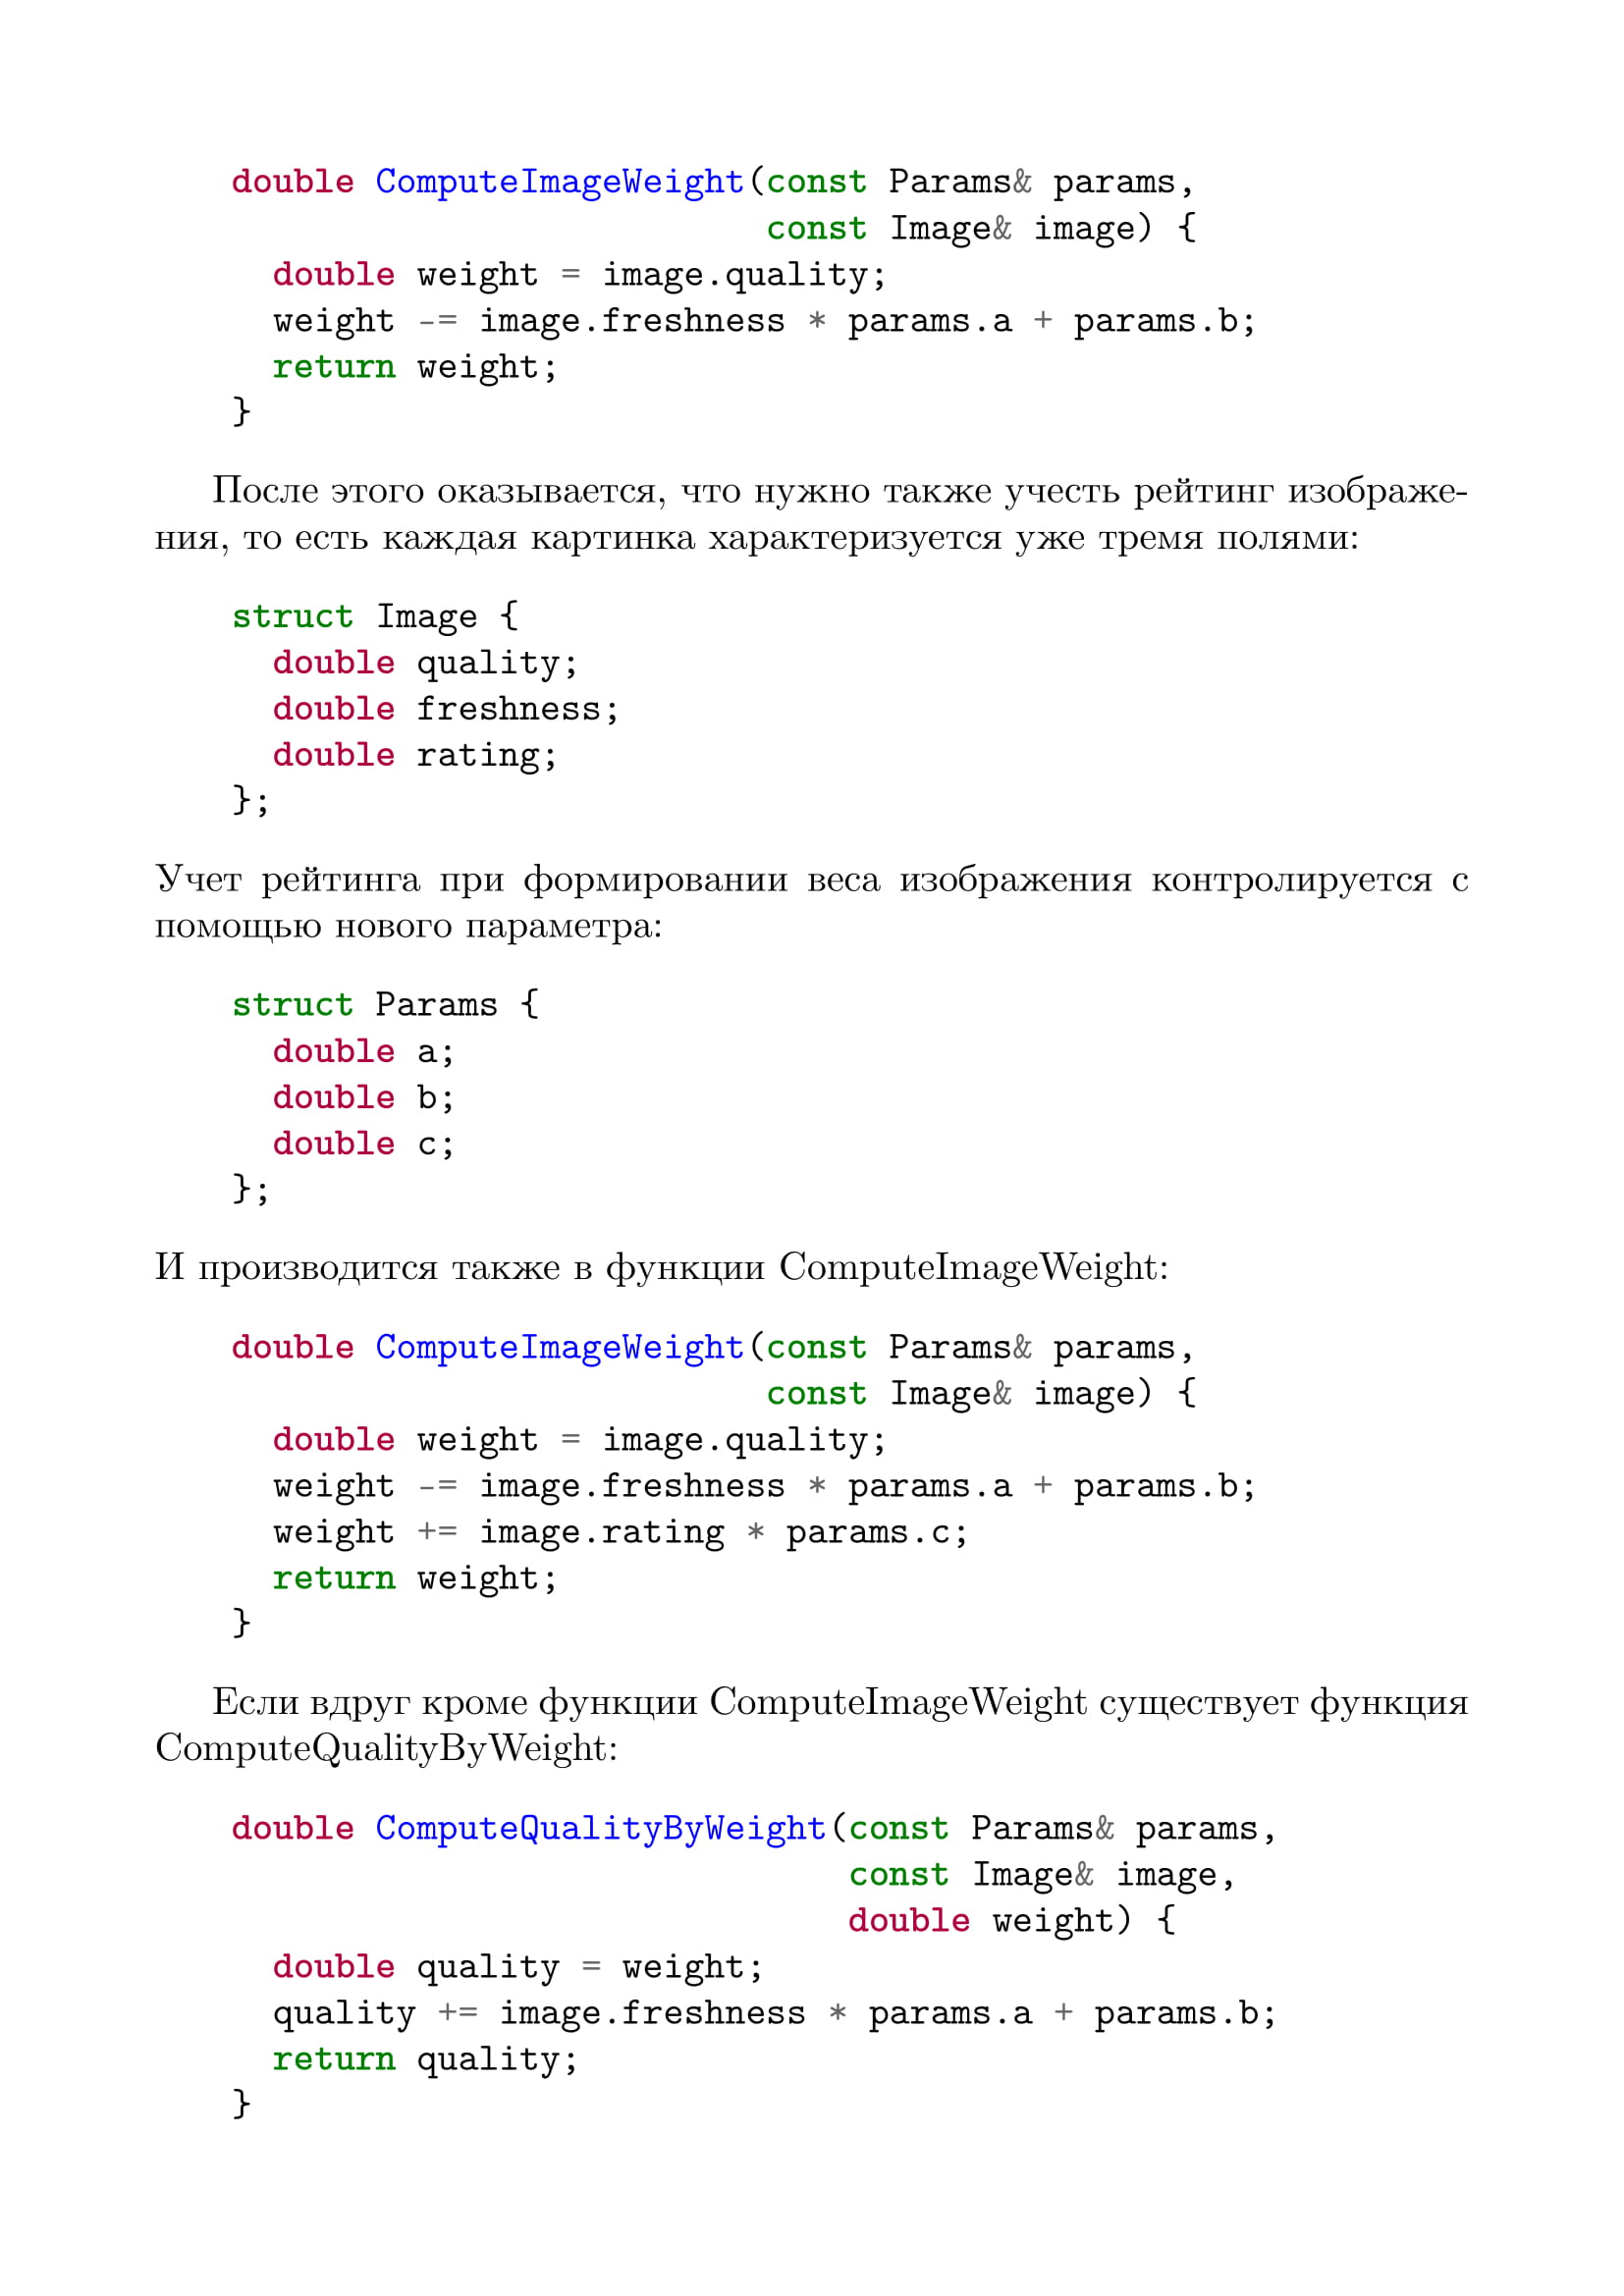 double ComputeImageWeight(const Params& params,
                          const Image& image) {
  double weight = image.quality;
  weight -= image.freshness * params.a + params.b;
  return weight;
}
После этого оказывается, что нужно также учесть рейтинг изображе-
ния, то есть каждая картинка характеризуется уже тремя полями:
struct Image {
  double quality;
  double freshness;
  double rating;
};
Учет рейтинга при формировании веса изображения контролируется с
помощью нового параметра:
struct Params {
  double a;
  double b;
  double c;
};
И производится также в функции ComputeImageWeight:
double ComputeImageWeight(const Params& params,
                          const Image& image) {
  double weight = image.quality;
  weight -= image.freshness * params.a + params.b;
  weight += image.rating * params.c;
  return weight;
}
Если вдруг кроме функции ComputeImageWeight существует функция
ComputeQualityByWeight:
double ComputeQualityByWeight(const Params& params,
                              const Image& image,
                              double weight) {
  double quality = weight;
  quality += image.freshness * params.a + params.b;
  return quality;
}